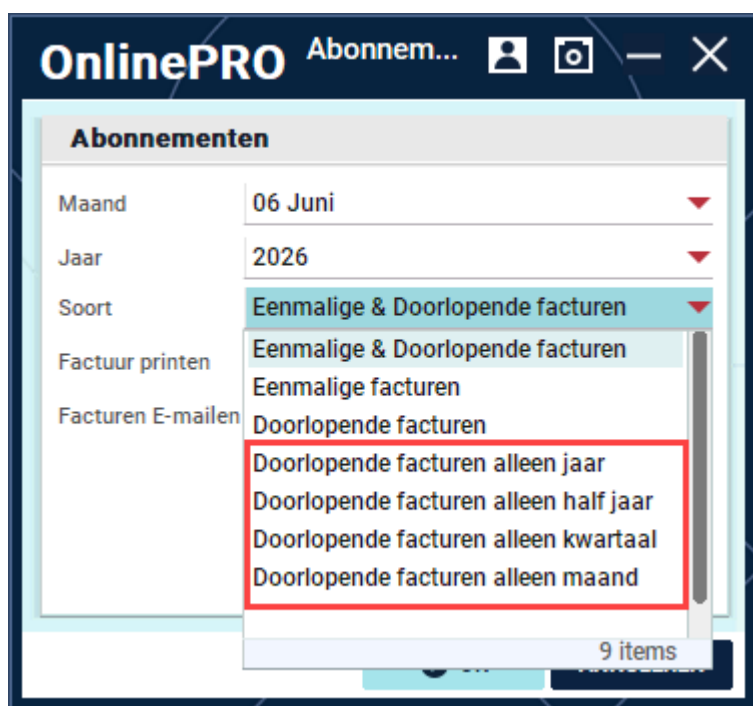 OnlinePRO Abonnem...
Abonnementen
Maand 06 Juni
Jaar 2026
Soort Eenmalige & Doorlopende facturen
Eenmalige & Doorlopende facturen
Factuur printen
Eenmalige facturen
Facturen E-mailen
Doorlopende facturen
Doorlopende facturen alleen jaar
Doorlopende facturen alleen half jaar
Doorlopende facturen alleen kwartaal
Doorlopende facturen alleen maand
9 items